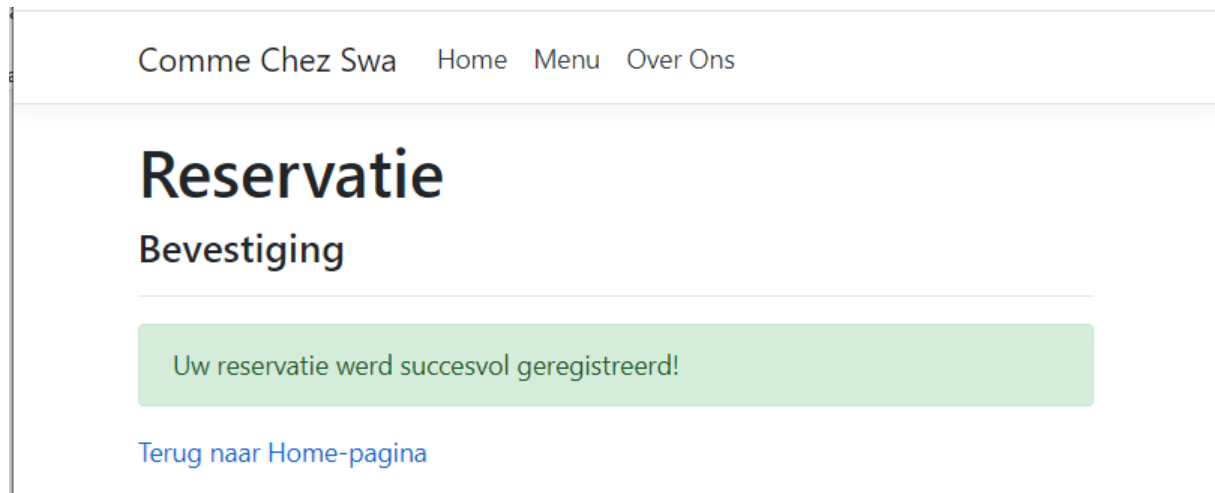 Comme Chez Swa Home Menu Over Ons
Reservatie
Bevestiging
Uw reservatie werd succesvol geregistreerd!
Terug naar Home-pagina